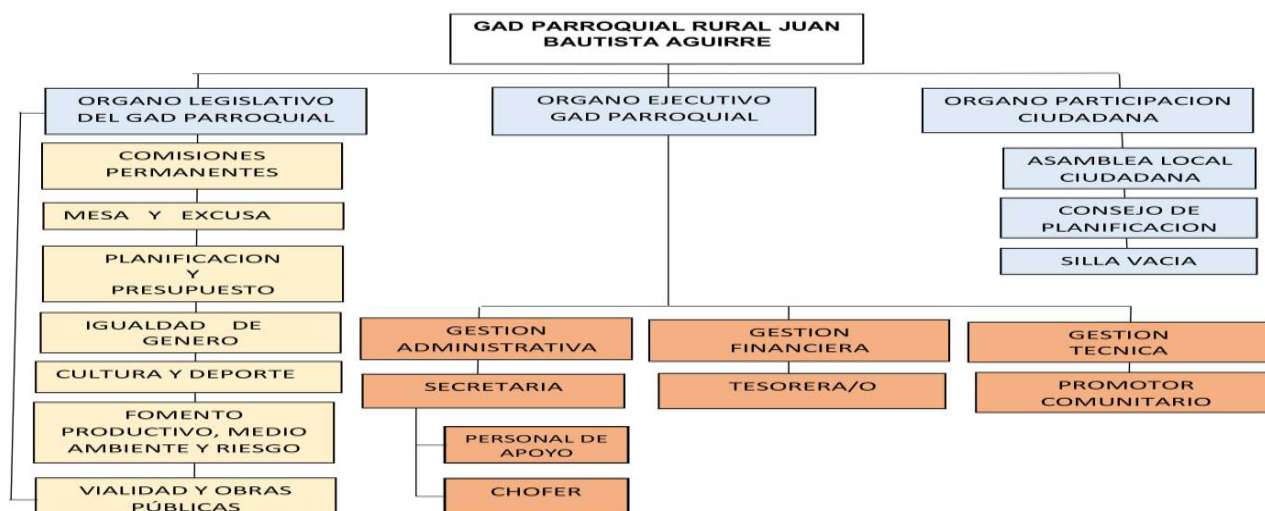 GAD PARROQUIAL RURAL JUAN
BAUTISTA AGUIRRE
ORGANO LEGISLATIVO
DEL GAD PARROQUIAL
ORGANO EJECUTIVO
GAD PARROQUIAL
ORGANO PARTICIPACION
CIUDADANA
COMISIONES
PERMANENTES
MESA Y EXCUSA
PLANIFICACION
Y
PRESUPUESTO
IGUALDAD DE
GENERO
CULTURA Y DEPORTE
FOMENTO
PRODUCTIVO, MEDIO
AMBIENTE Y RIESGO
VIALIDAD Y OBRAS
PÚBLICAS
ASAMBLEA LOCAL
CIUDADANA
CONSEJO DE
PLANIFICACION
SILLA VACIA
GESTION
ADMINISTRATIVA
SECRETARIA
PERSONAL DE
APOYO
CHOFER
GESTION
FINANCIERA
TESORERA/O
GESTION
TECNICA
PROMOTOR
COMUNITARIO